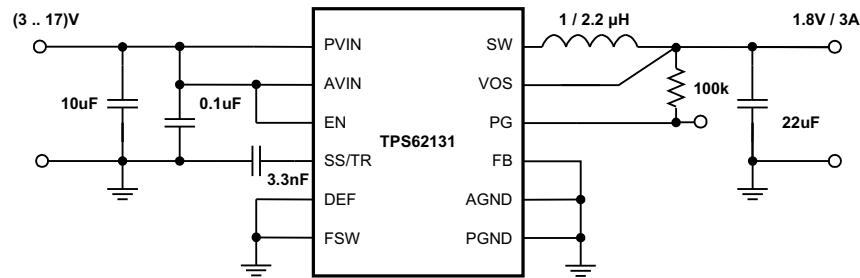 (3 .. 17)V
1 / 2.2 µH
1.8V / 3A
PVIN
SW
AVIN
VOS
10uF
0.1uF
100k
EN
PG
22uF
TPS62131
SS/TR
FB
3.3nF
DEF
AGND
FSW
PGND